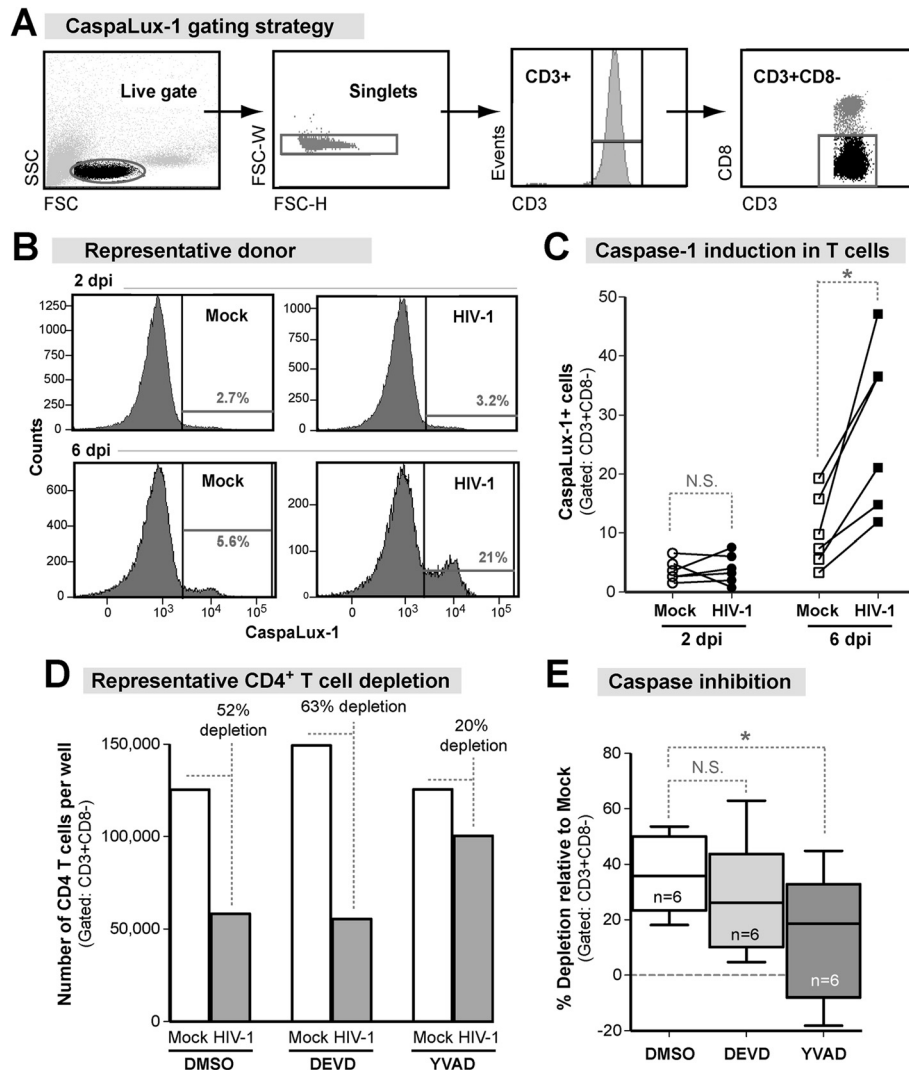 A CaspaLux-1 gating strategy
Live gate
SSC
FSC
Singlets
FSC-W
FSC-H
CD3+
Events
CD3
CD3+CD8-
CD8
CD3
B Representative donor
2 dpi
Mock
2.7%
1250
1000
750
500
250
0
HIV-1
3.2%
1000
750
500
250
0
Counts
6 dpi
Mock
5.6%
600
400
200
0
HIV-1
21%
200
100
0
0 10³ 10⁴ 10⁵
0 10³ 10⁴ 10⁵
CaspaLux-1
C Caspase-1 induction in T cells
CaspaLux-1+ cells
(Gated: CD3+CD8-)
50
40
30
20
10
0
N.S.
*
Mock HIV-1 Mock HIV-1
2 dpi 6 dpi
D Representative CD4⁺ T cell depletion
52% depletion
63% depletion
20% depletion
Number of CD4 T cells per well
(Gated: CD3+CD8-)
150,000
100,000
50,000
0
Mock HIV-1 Mock HIV-1 Mock HIV-1
DMSO DEVD YVAD
E Caspase inhibition
% Depletion relative to Mock
(Gated: CD3+CD8-)
80
60
40
20
0
-20
*
N.S.
n=6
n=6
n=6
DMSO DEVD YVAD